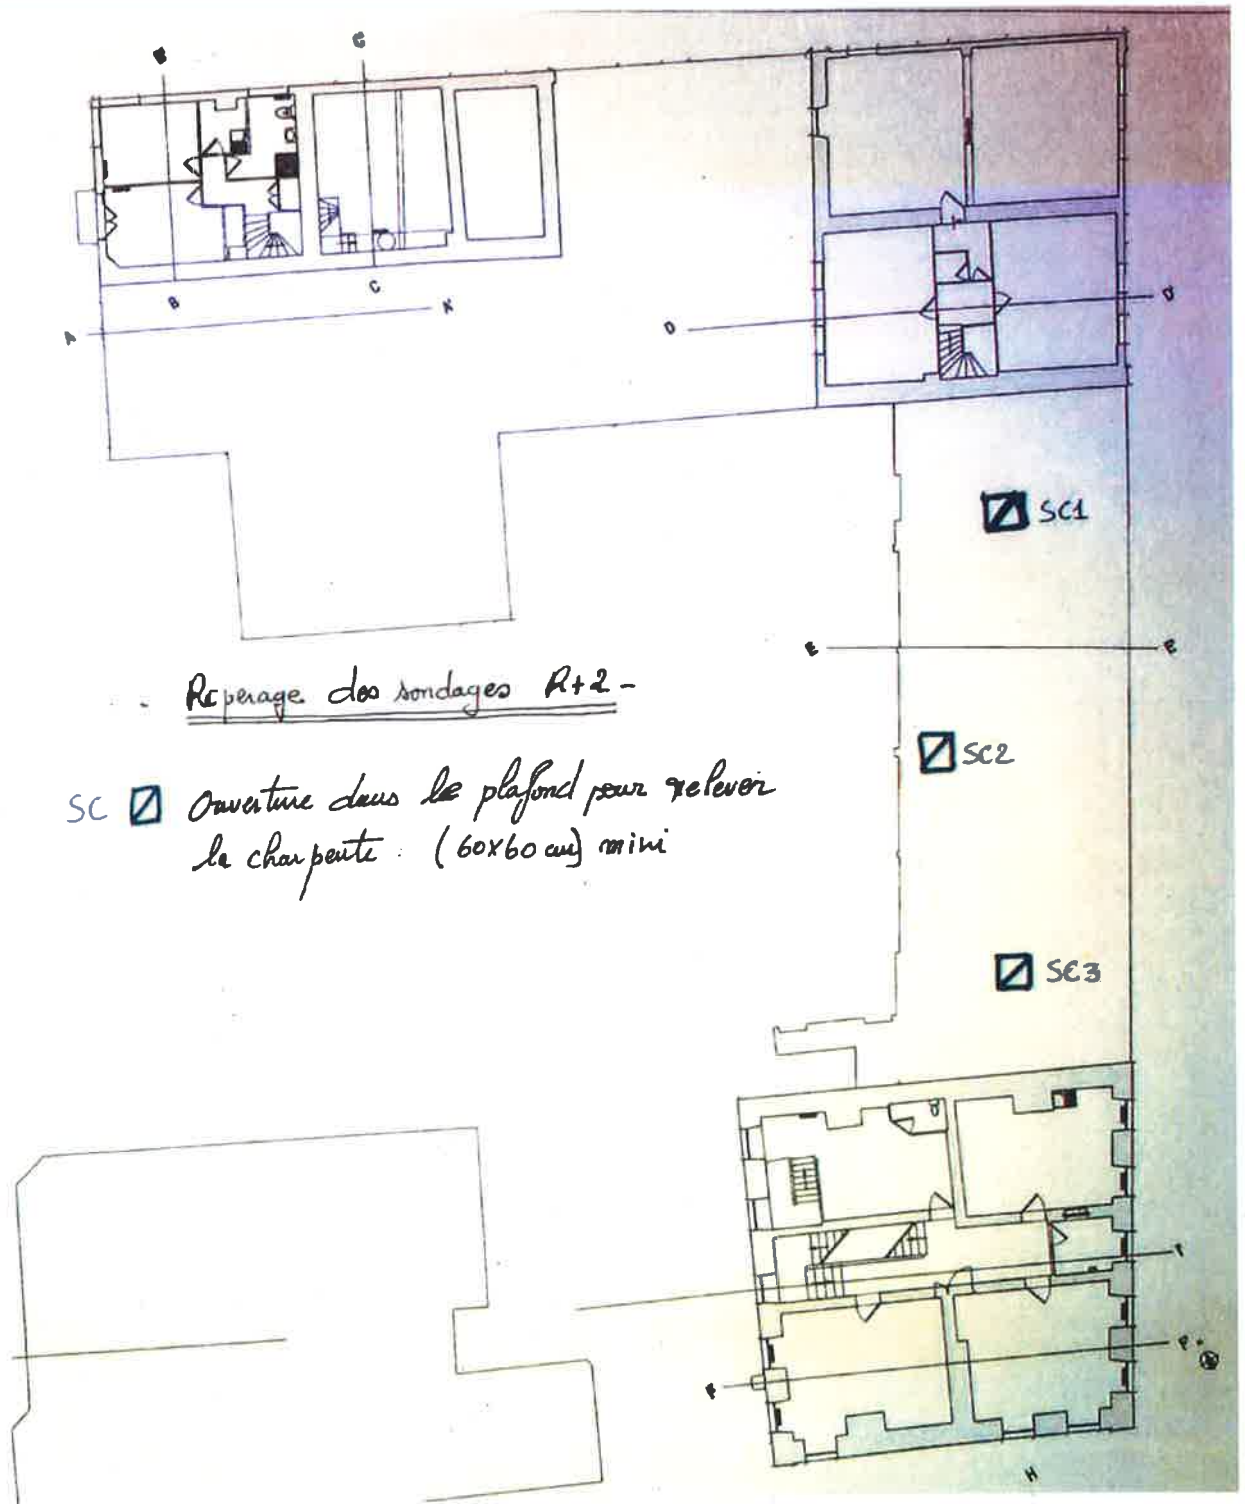 B'
C'
B
C
A
A'
D
D'
SC1
E
E
Reperage des sondages R+2 -
SC2
SC Ouverture dans le plafond pour relever
la charpente : (60x60 cm) mini
SC3
F
F'
H